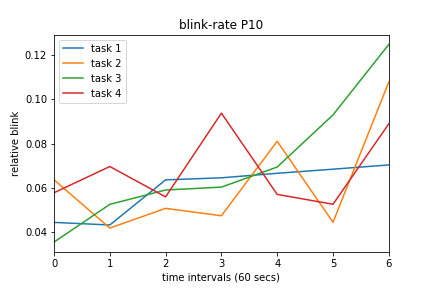 blink-rate P10
relative blink
0.12
0.10
0.08
0.06
0.04
task 1
task 2
task 3
task 4
0 1 2 3 4 5 6
time intervals (60 secs)